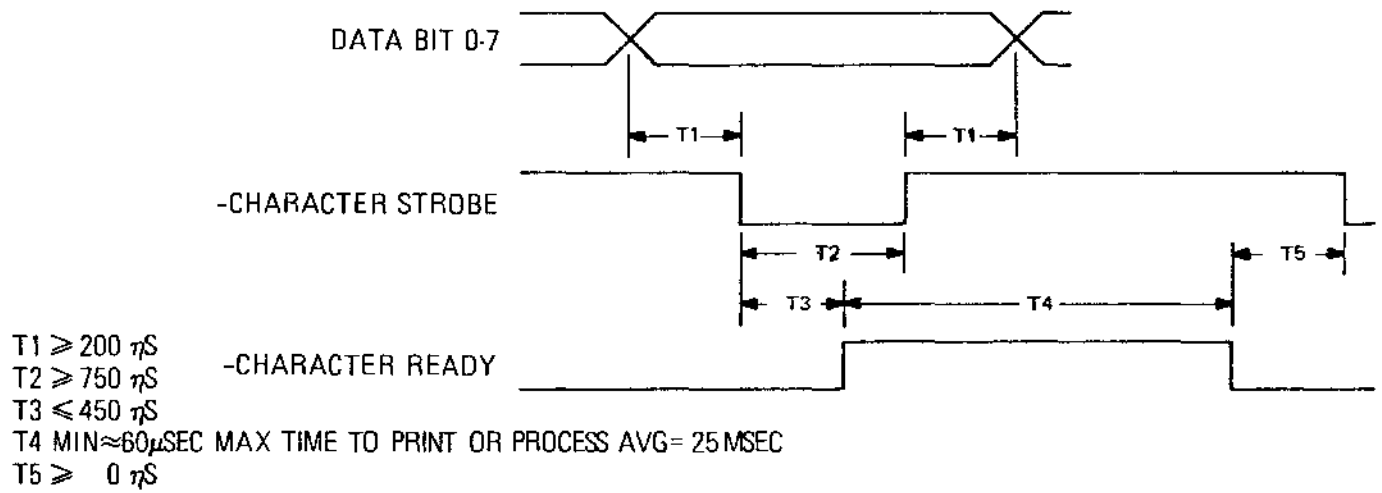 DATA BIT 0-7
T1 T1
-CHARACTER STROBE
T2 T5
T3 T4
-CHARACTER READY
T1 ⩾ 200 ηS
T2 ⩾ 750 ηS
T3 ⩽ 450 ηS
T4 MIN≈60μSEC MAX TIME TO PRINT OR PROCESS AVG= 25 MSEC
T5 ⩾ 0 ηS